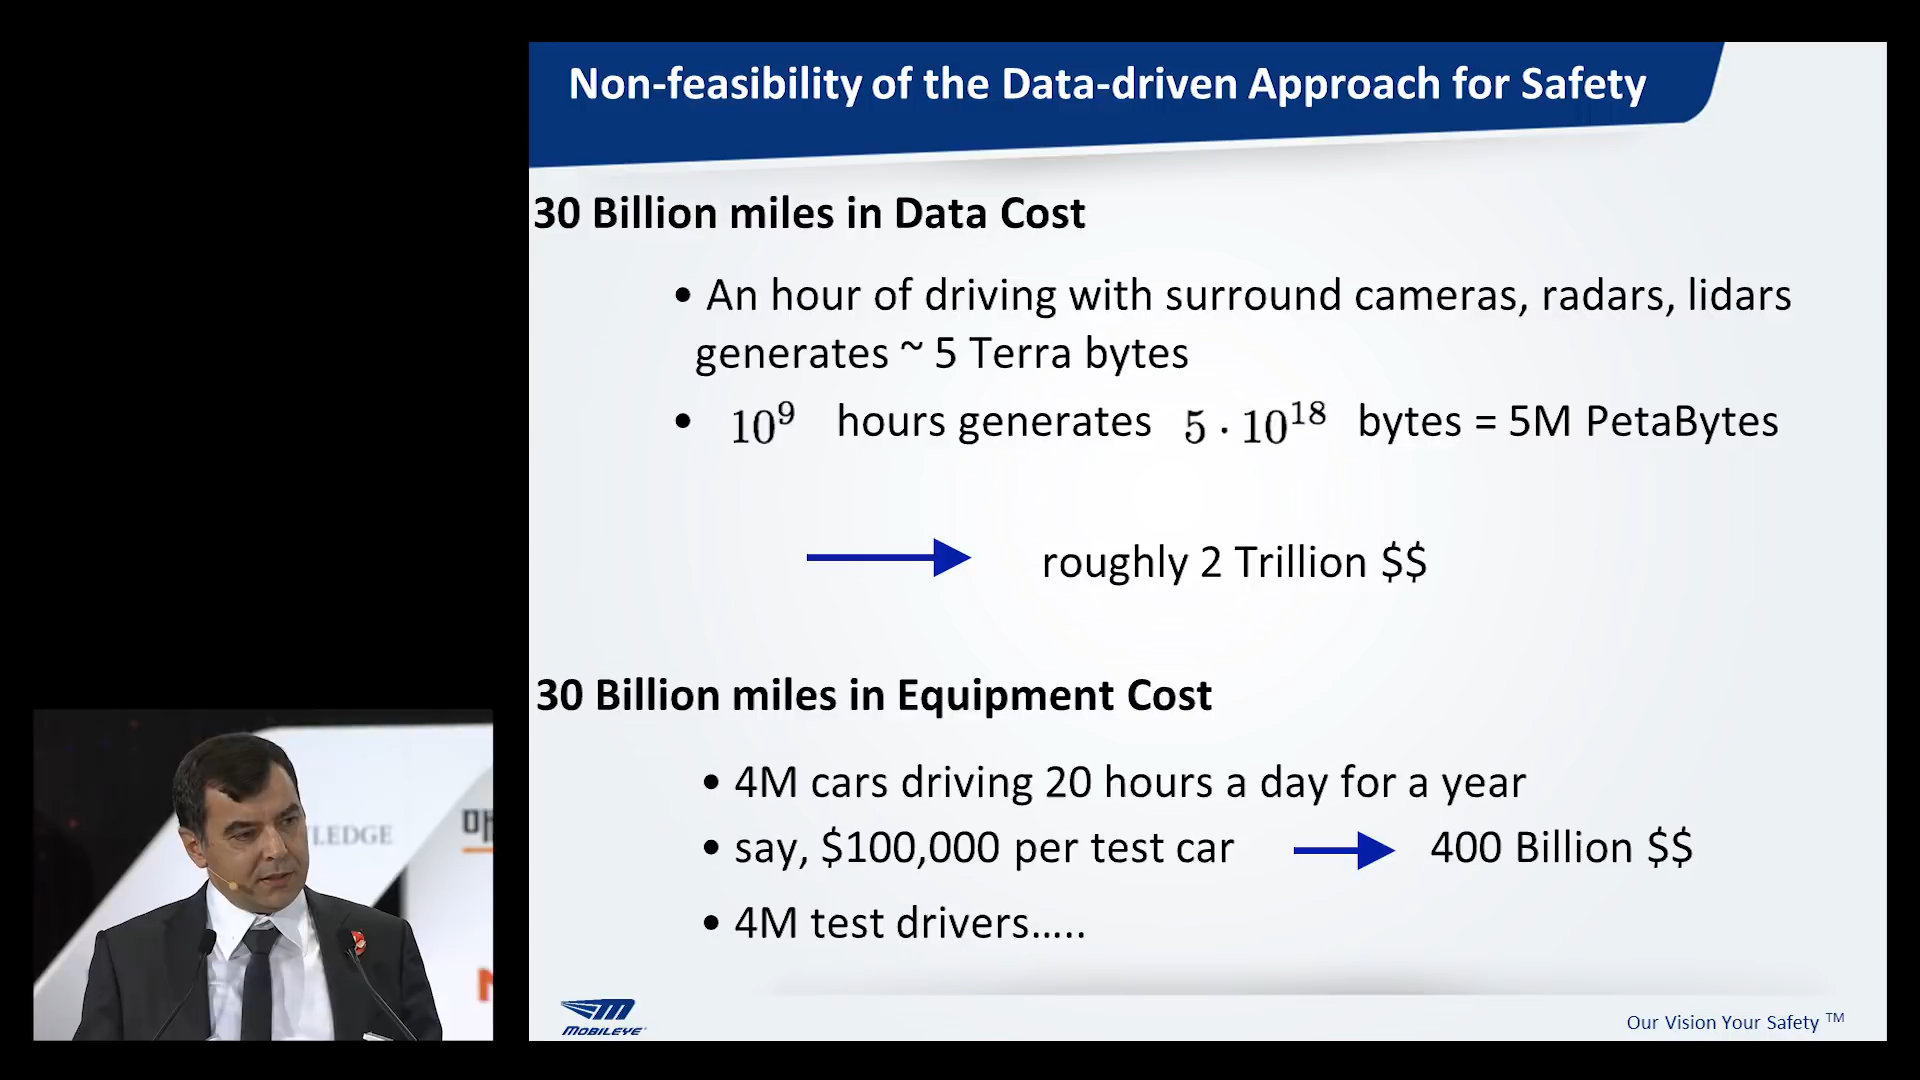 Non-feasibility of the Data-driven Approach for Safety
30 Billion miles in Data Cost
• An hour of driving with surround cameras, radars, lidars
generates ~ 5 Terra bytes
• 10⁹ hours generates 5 · 10¹⁸ bytes = 5M PetaBytes
roughly 2 Trillion $$
30 Billion miles in Equipment Cost
• 4M cars driving 20 hours a day for a year
• say, $100,000 per test car
400 Billion $$
• 4M test drivers.....
MOBILEYE
Our Vision Your Safety ™
LEDGE